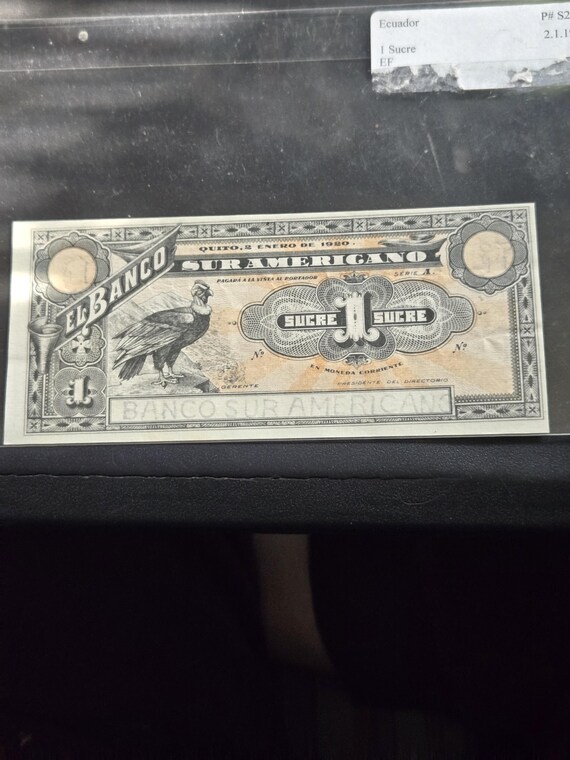 Ecuador P# S2
2.1.1
1 Sucre
EF
QUITO, 2 ENERO DE 1920
EL BANCO
SURAMERICANO
PAGARÁ Á LA VISTA AL PORTADOR SERIE A.
SUCRE 1 SUCRE
Nº Nº
EN MONEDA CORRIENTE
GERENTE PRESIDENTE DEL DIRECTORIO
1
BANCO SUR AMERICANO